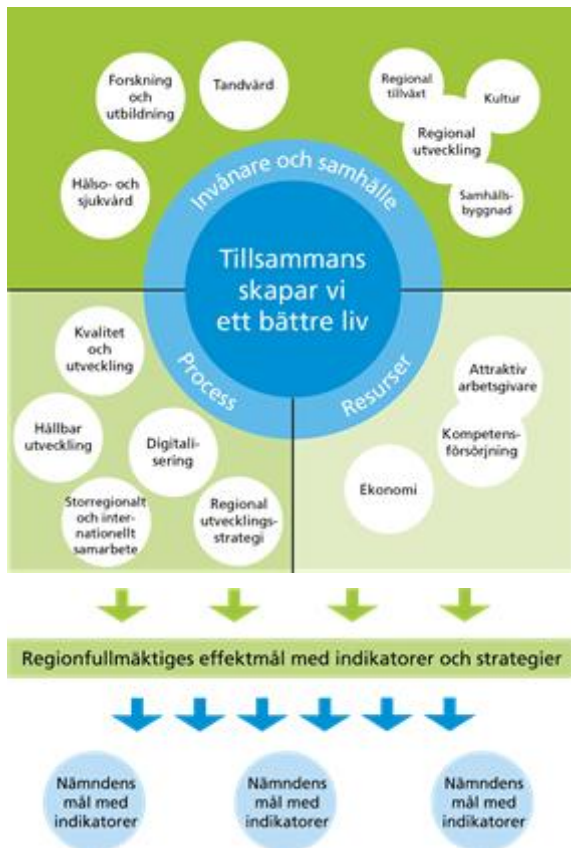 Forskning
och
utbildning
Tandvård
Hälso- och
sjukvård
Regional
tillväxt
Kultur
Regional
utveckling
Samhälls-
byggnad
Invånare och samhälle
Tillsammans
skapar vi
ett bättre liv
Process
Resurser
Kvalitet
och
utveckling
Hållbar
utveckling
Digitali-
sering
Storregionalt
och inter-
nationellt
samarbete
Regional
utvecklings-
strategi
Attraktiv
arbetsgivare
Kompetens-
försörjning
Ekonomi
Regionfullmäktiges effektmål med indikatorer och strategier
Nämndens
mål med
indikatorer
Nämndens
mål med
indikatorer
Nämndens
mål med
indikatorer